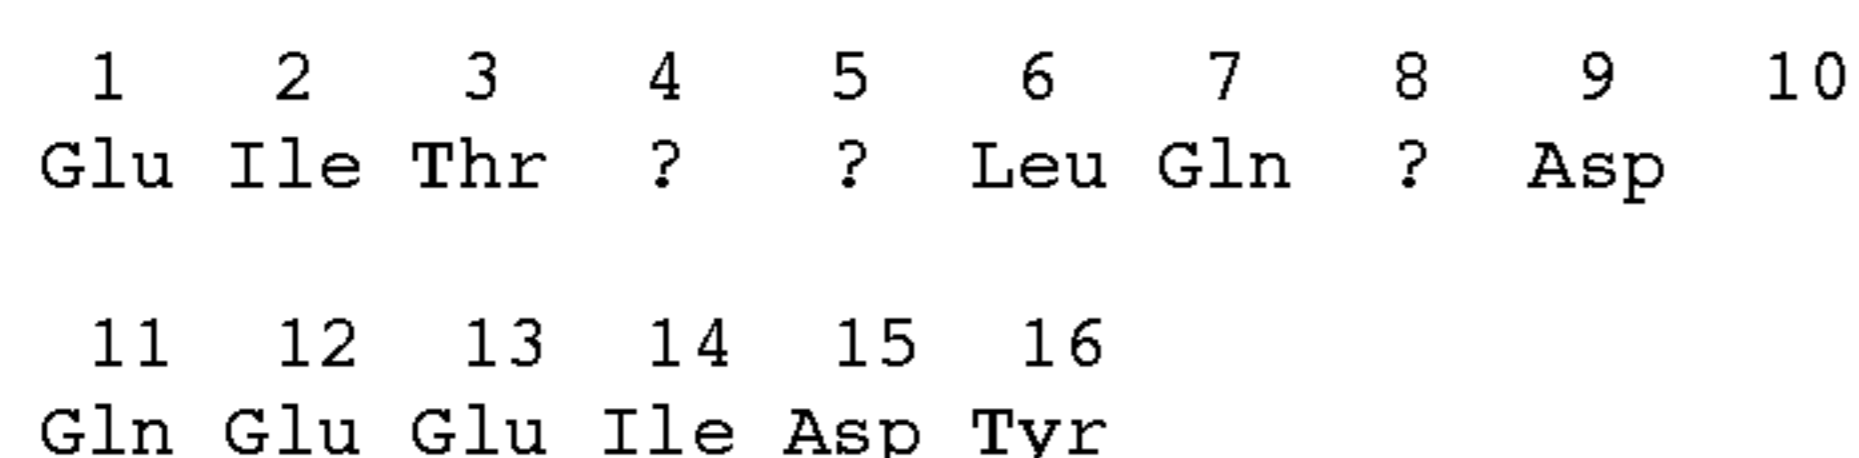 1 2 3 4 5 6 7 8 9 10
Glu Ile Thr ? ? Leu Gln ? Asp
11 12 13 14 15 16
Gln Glu Glu Ile Asp Tyr